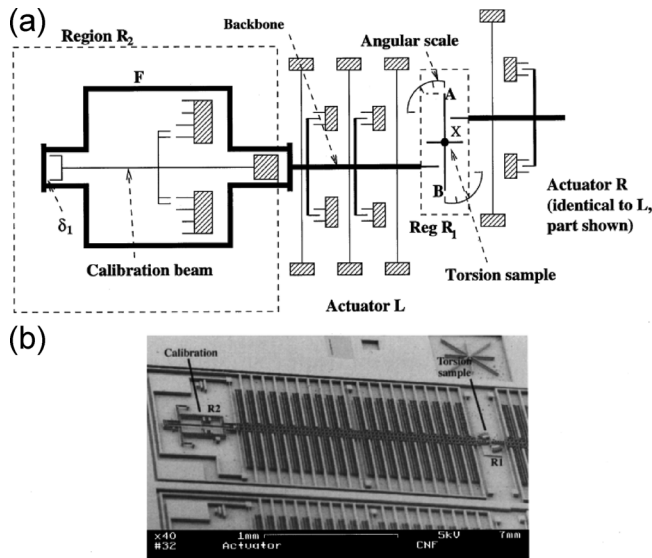 (a)
Region R2
F
Backbone
Angular scale
A
X
B
δ1
Calibration beam
Reg R1
Actuator R
(identical to L,
part shown)
Torsion sample
Actuator L
(b)
Calibration
R2
Torsion
sample
R1
x40 1mm 5kV 7mm
#32 Actuator CNF